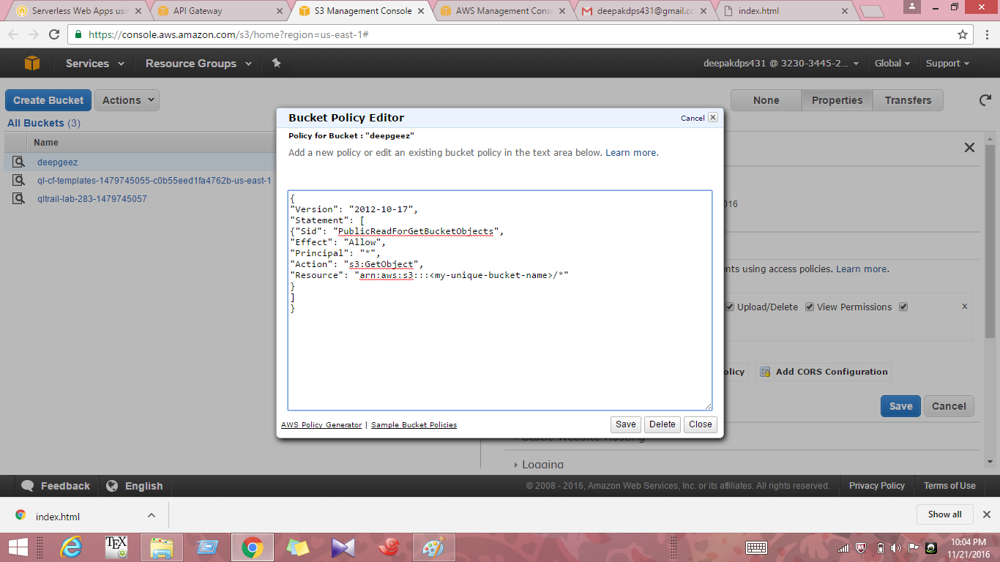 Serverless Web Apps usin
API Gateway
S3 Management Console
AWS Management Cons
deepakdps431@gmail.co
index.html
https://console.aws.amazon.com/s3/home?region=us-east-1#
Services
Resource Groups
deepakdps431 @ 3230-3445-2...
Global
Support
Create Bucket
Actions
None
Properties
Transfers
All Buckets (3)
Name
deepgeez
ql-cf-templates-1479745055-c0b55eed1fa4762b-us-east-1
qltrail-lab-283-1479745057
Bucket Policy Editor
Cancel
Policy for Bucket : "deepgeez"
Add a new policy or edit an existing bucket policy in the text area below. Learn more.
{
"Version": "2012-10-17",
"Statement": [
{"Sid": "PublicReadForGetBucketObjects",
"Effect": "Allow",
"Principal": "*",
"Action": "s3:GetObject",
"Resource": "arn:aws:s3:::<my-unique-bucket-name>/*"
}
]
}
AWS Policy Generator | Sample Bucket Policies
Save
Delete
Close
016
nts using access policies. Learn more.
Upload/Delete
View Permissions
x
olicy
Add CORS Configuration
Save
Cancel
Static Website Hosting
Logging
Feedback
English
© 2008 - 2016, Amazon Web Services, Inc. or its affiliates. All rights reserved.
Privacy Policy
Terms of Use
index.html
Show all
TEX
10:04 PM
11/21/2016